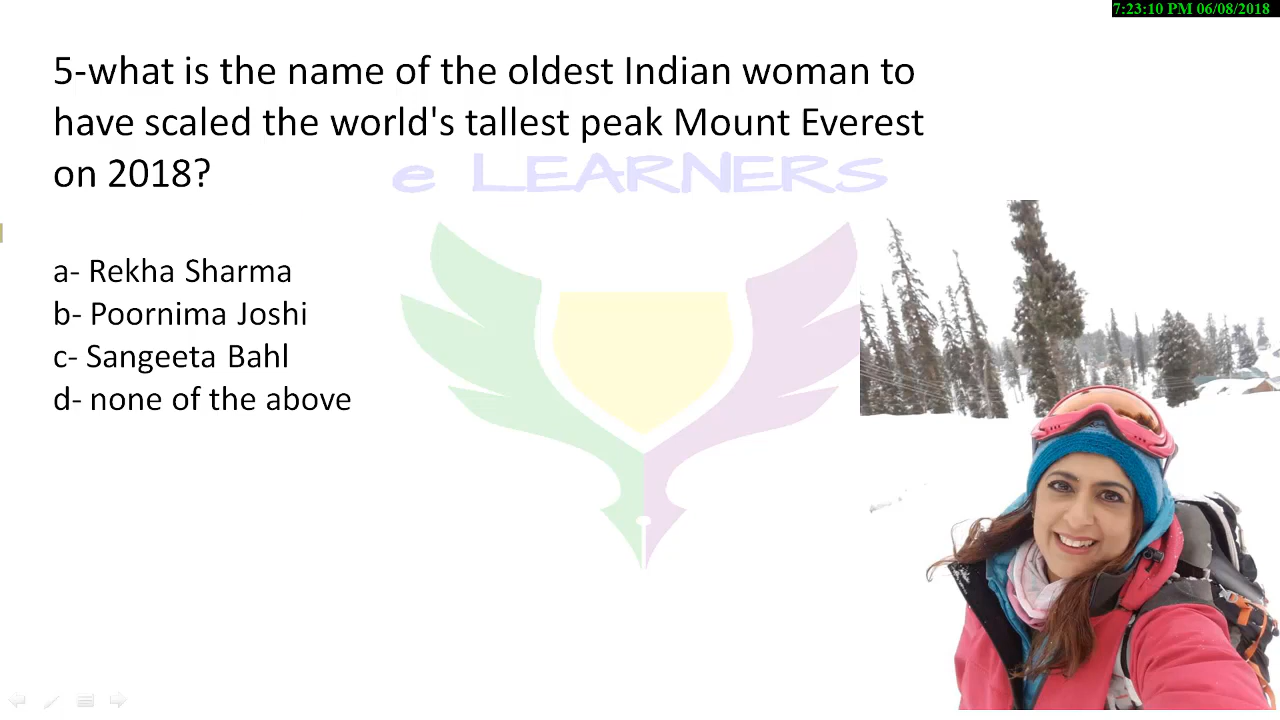 7:23:10 PM 06/08/2018
5-what is the name of the oldest Indian woman to
have scaled the world's tallest peak Mount Everest
on 2018?
e LEARNERS
a- Rekha Sharma
b- Poornima Joshi
c- Sangeeta Bahl
d- none of the above